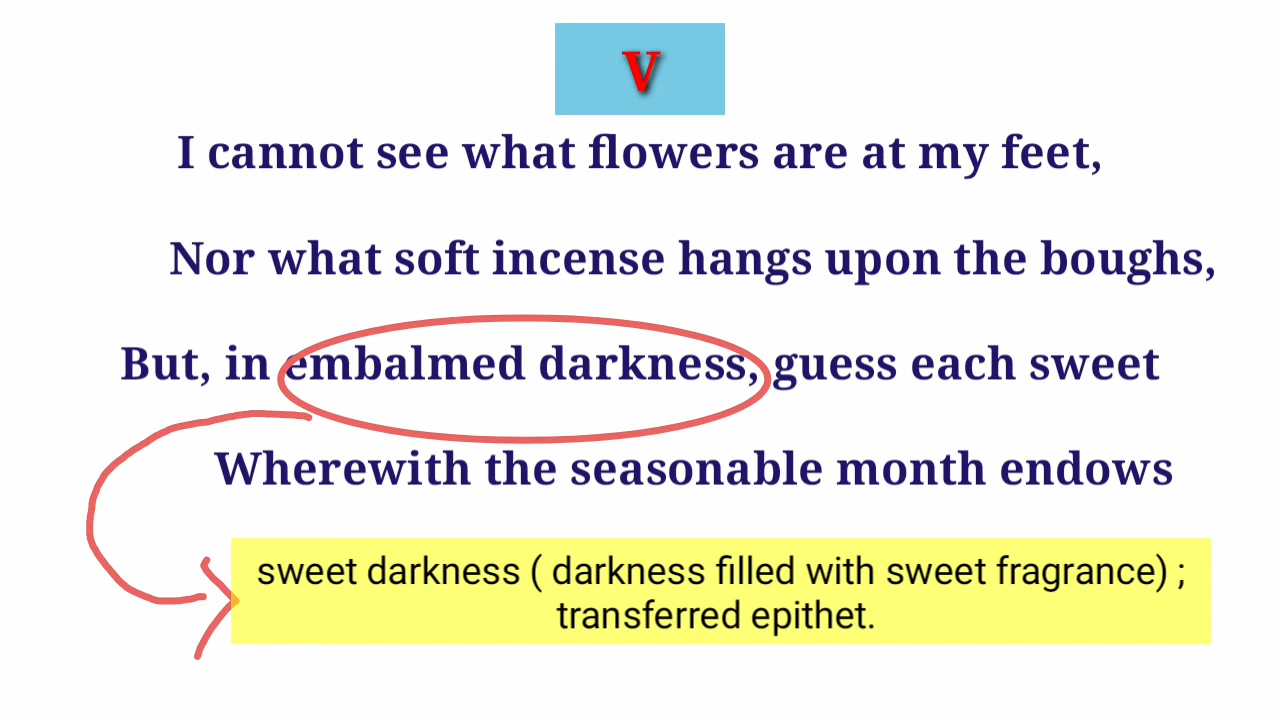 V
I cannot see what flowers are at my feet,
Nor what soft incense hangs upon the boughs,
But, in embalmed darkness, guess each sweet
Wherewith the seasonable month endows
sweet darkness ( darkness filled with sweet fragrance) ;
transferred epithet.